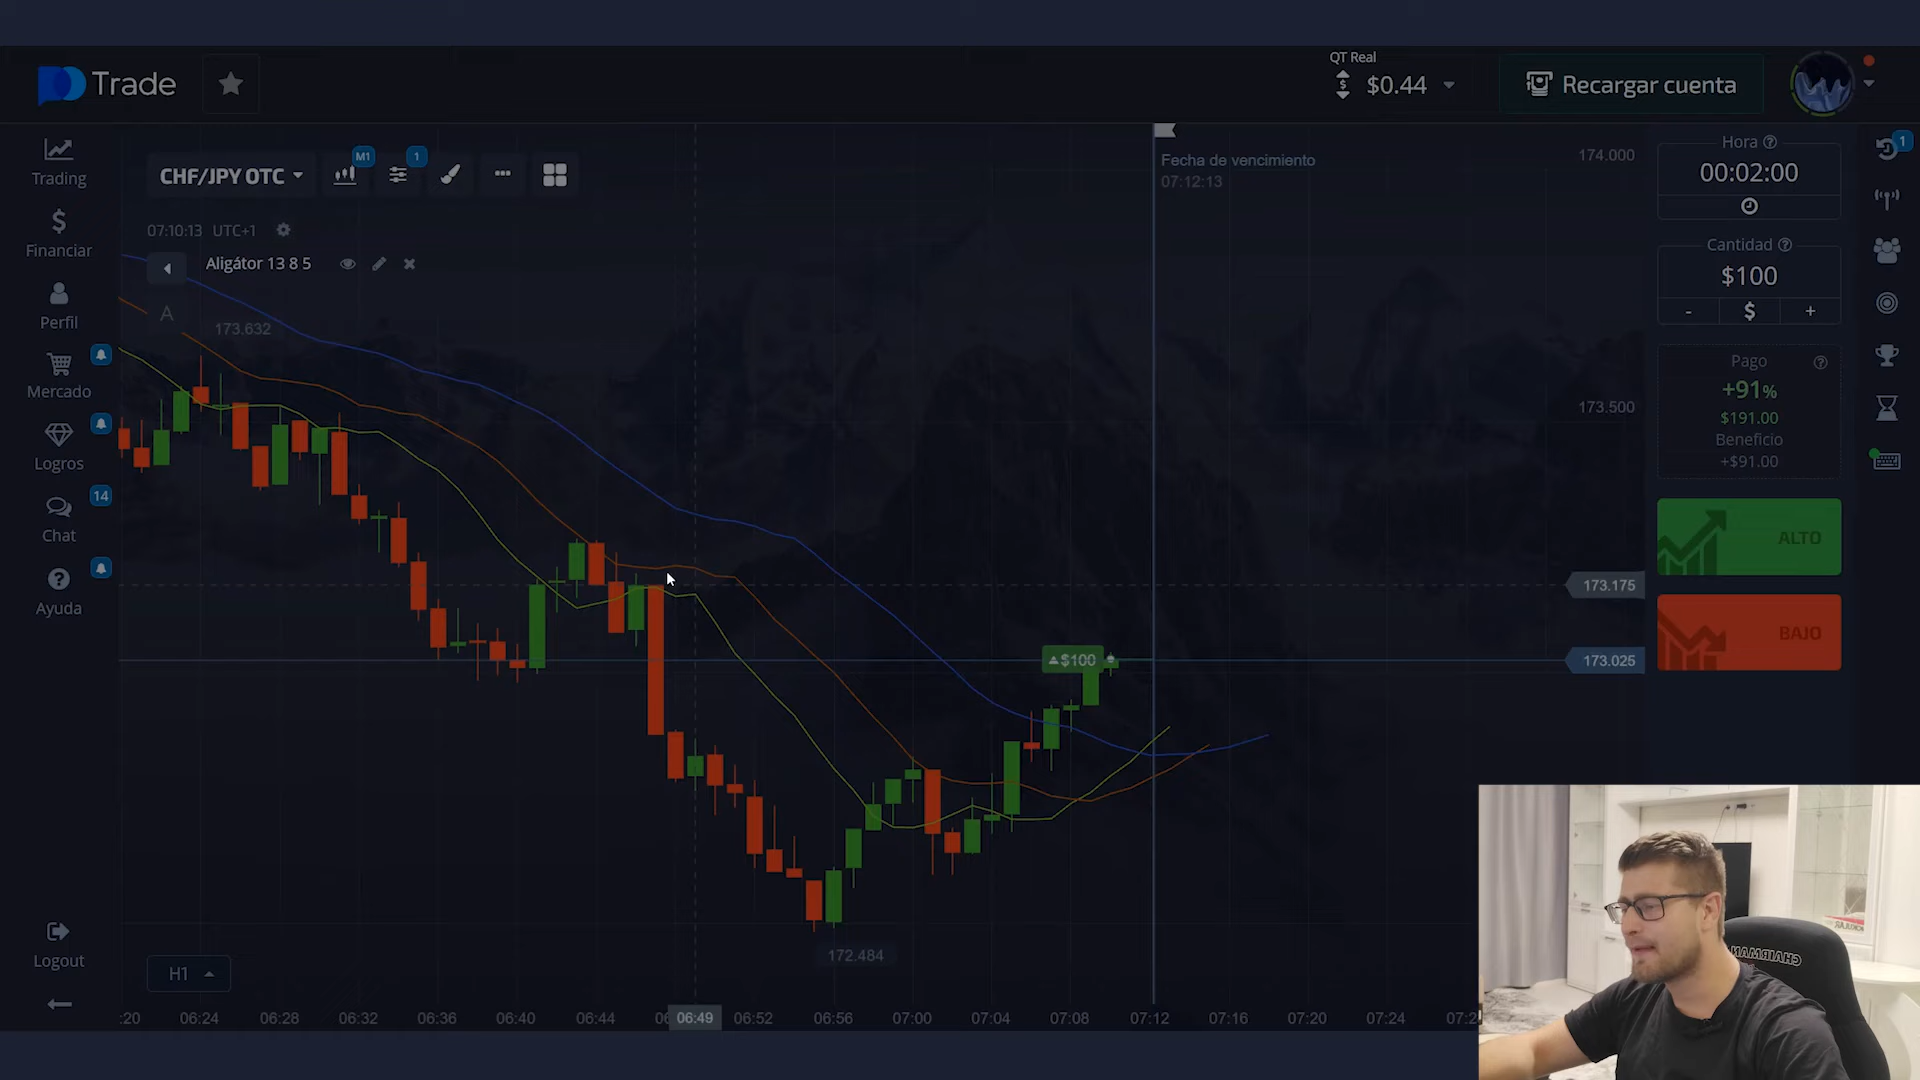 Trade
QT Real
$0.44
Recargar cuenta
Trading
Financiar
Perfil
Mercado
Logros
14
Chat
Ayuda
Logout
CHF/JPY OTC
M1
1
07:10:13 UTC+1
Aligátor 13 8 5
A
173.632
Fecha de vencimiento
07:12:13
174.000
173.500
173.175
173.025
$100
172.484
H1
:20 06:24 06:28 06:32 06:36 06:40 06:44 06:49 06:52 06:56 07:00 07:04 07:08 07:12 07:16 07:20 07:24 07:2
Hora
00:02:00
Cantidad
$100
- $ +
Pago
+91%
$191.00
Beneficio
+$91.00
ALTO
BAJO
1
CHAIRMAN